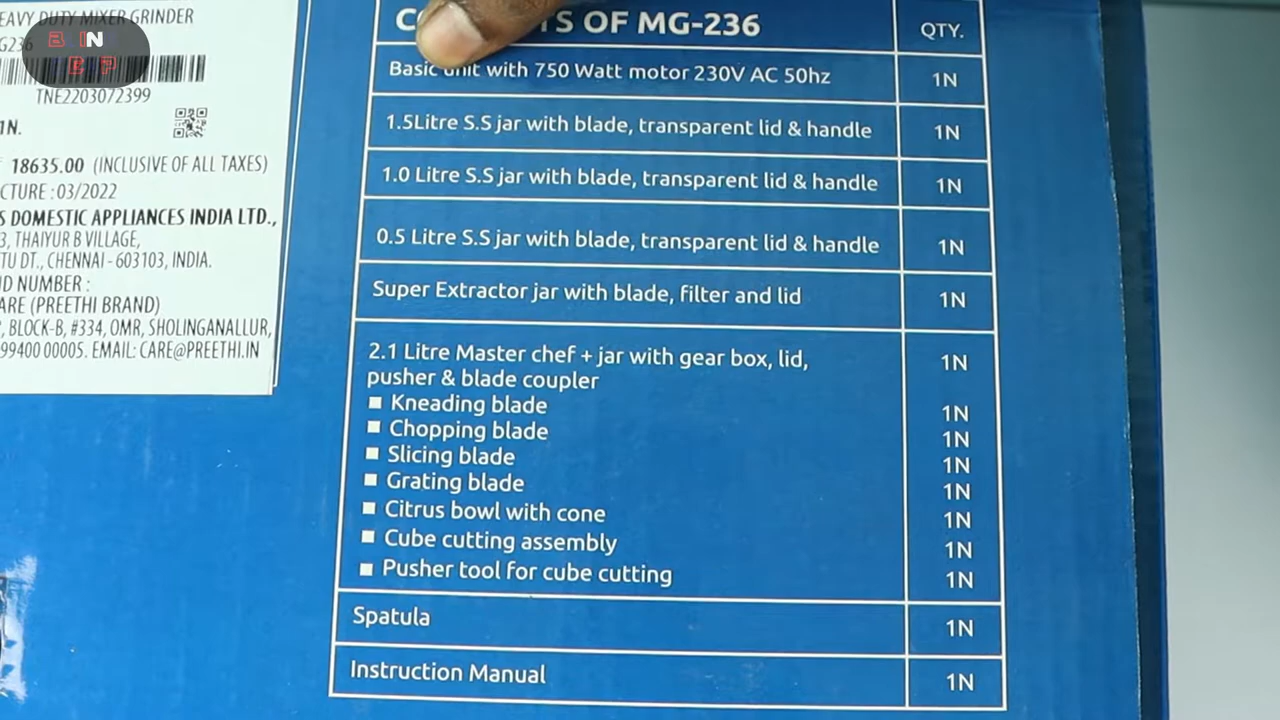 EAVY DUTY MIXER GRINDER
G236
TNE2203072399
1N.
18635.00 (INCLUSIVE OF ALL TAXES)
CTURE : 03/2022
S DOMESTIC APPLIANCES INDIA LTD.,
3, THAIYUR B VILLAGE,
TU DT., CHENNAI - 603103, INDIA.
D NUMBER :
ARE (PREETHI BRAND)
, BLOCK-B, #334, OMR, SHOLINGANALLUR,
99400 00005. EMAIL: CARE@PREETHI.IN
TS OF MG-236 QTY.
Basic unit with 750 Watt motor 230V AC 50hz 1N
1.5Litre S.S jar with blade, transparent lid & handle 1N
1.0 Litre S.S jar with blade, transparent lid & handle 1N
0.5 Litre S.S jar with blade, transparent lid & handle 1N
Super Extractor jar with blade, filter and lid 1N
2.1 Litre Master chef + jar with gear box, lid, 1N
pusher & blade coupler
Kneading blade 1N
Chopping blade 1N
Slicing blade 1N
Grating blade 1N
Citrus bowl with cone 1N
Cube cutting assembly 1N
Pusher tool for cube cutting 1N
Spatula 1N
Instruction Manual 1N